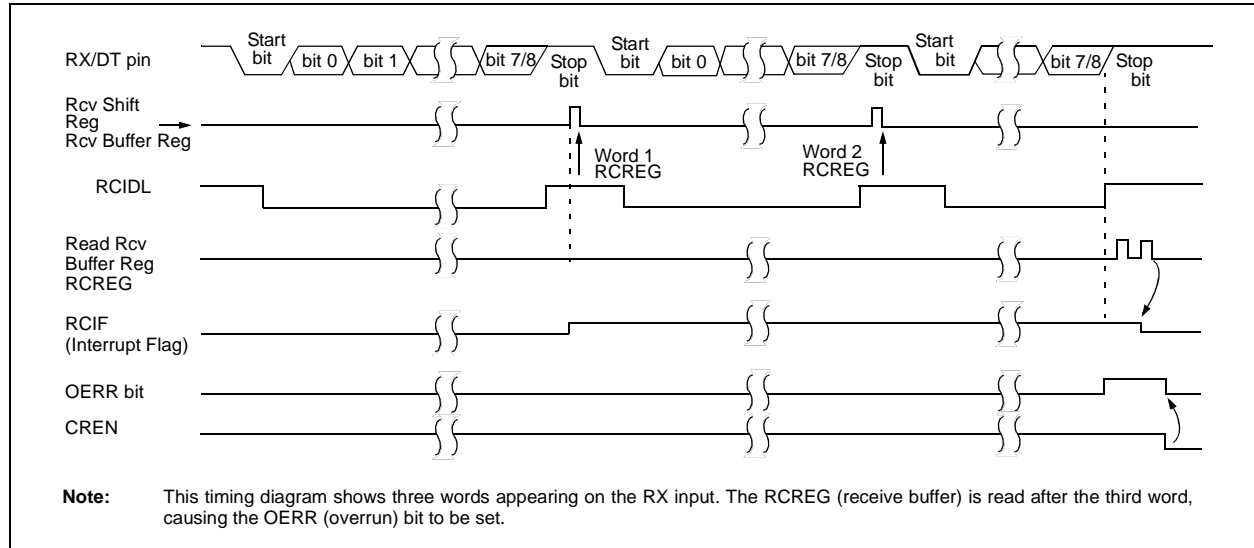 RX/DT pin
Start
bit
bit 0
bit 1
bit 7/8
Stop
bit
Start
bit
bit 0
bit 7/8
Stop
bit
Start
bit
bit 7/8
Stop
bit
Rcv Shift
Reg
Rcv Buffer Reg
Word 1
RCREG
Word 2
RCREG
RCIDL
Read Rcv
Buffer Reg
RCREG
RCIF
(Interrupt Flag)
OERR bit
CREN
Note: This timing diagram shows three words appearing on the RX input. The RCREG (receive buffer) is read after the third word,
causing the OERR (overrun) bit to be set.